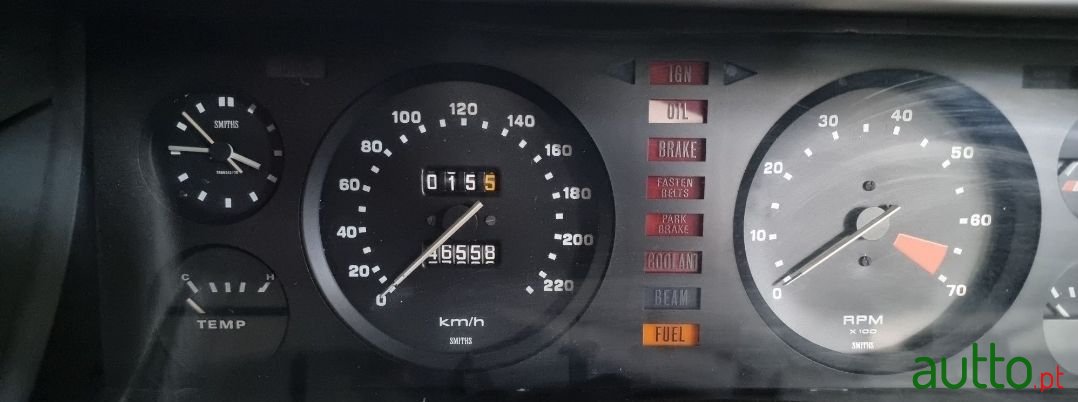 SMITHS
C H
TEMP
0 20 40 60 80 100 120 140 160 180 200 220
0155
46558
km/h
SMITHS
IGN
OIL
BRAKE
FASTEN
BELTS
PARK
BRAKE
COOLANT
BEAM
FUEL
0 10 20 30 40 50 60 70
RPM
X 100
SMITHS
autto.pt